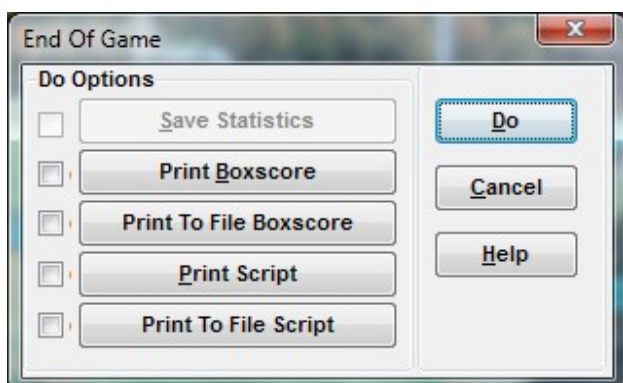 End Of Game
Do Options
Save Statistics
Print Boxscore
Print To File Boxscore
Print Script
Print To File Script
Do
Cancel
Help